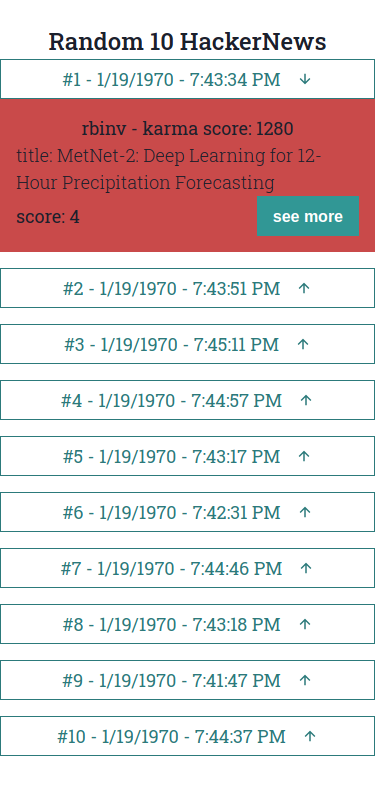 Random 10 HackerNews
#1 - 1/19/1970 - 7:43:34 PM ↓
rbinv - karma score: 1280
title: MetNet-2: Deep Learning for 12-
Hour Precipitation Forecasting
score: 4 see more
#2 - 1/19/1970 - 7:43:51 PM ↑
#3 - 1/19/1970 - 7:45:11 PM ↑
#4 - 1/19/1970 - 7:44:57 PM ↑
#5 - 1/19/1970 - 7:43:17 PM ↑
#6 - 1/19/1970 - 7:42:31 PM ↑
#7 - 1/19/1970 - 7:44:46 PM ↑
#8 - 1/19/1970 - 7:43:18 PM ↑
#9 - 1/19/1970 - 7:41:47 PM ↑
#10 - 1/19/1970 - 7:44:37 PM ↑